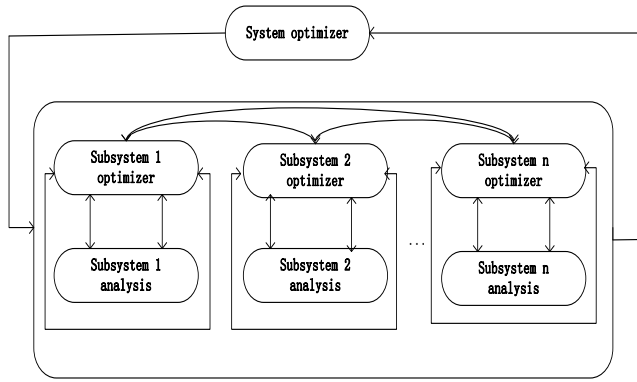 System optimizer
Subsystem 1
optimizer
Subsystem 2
optimizer
Subsystem n
optimizer
...
Subsystem 1
analysis
Subsystem 2
analysis
Subsystem n
analysis